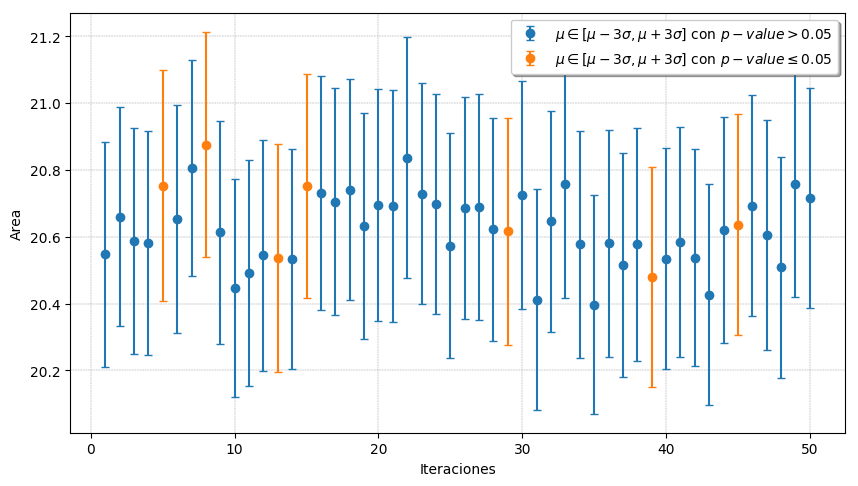 μ ∈ [μ − 3σ, μ + 3σ] con p − value > 0.05
μ ∈ [μ − 3σ, μ + 3σ] con p − value ≤ 0.05
21.2
21.0
20.8
20.6
20.4
20.2
Area
0 10 20 30 40 50
Iteraciones